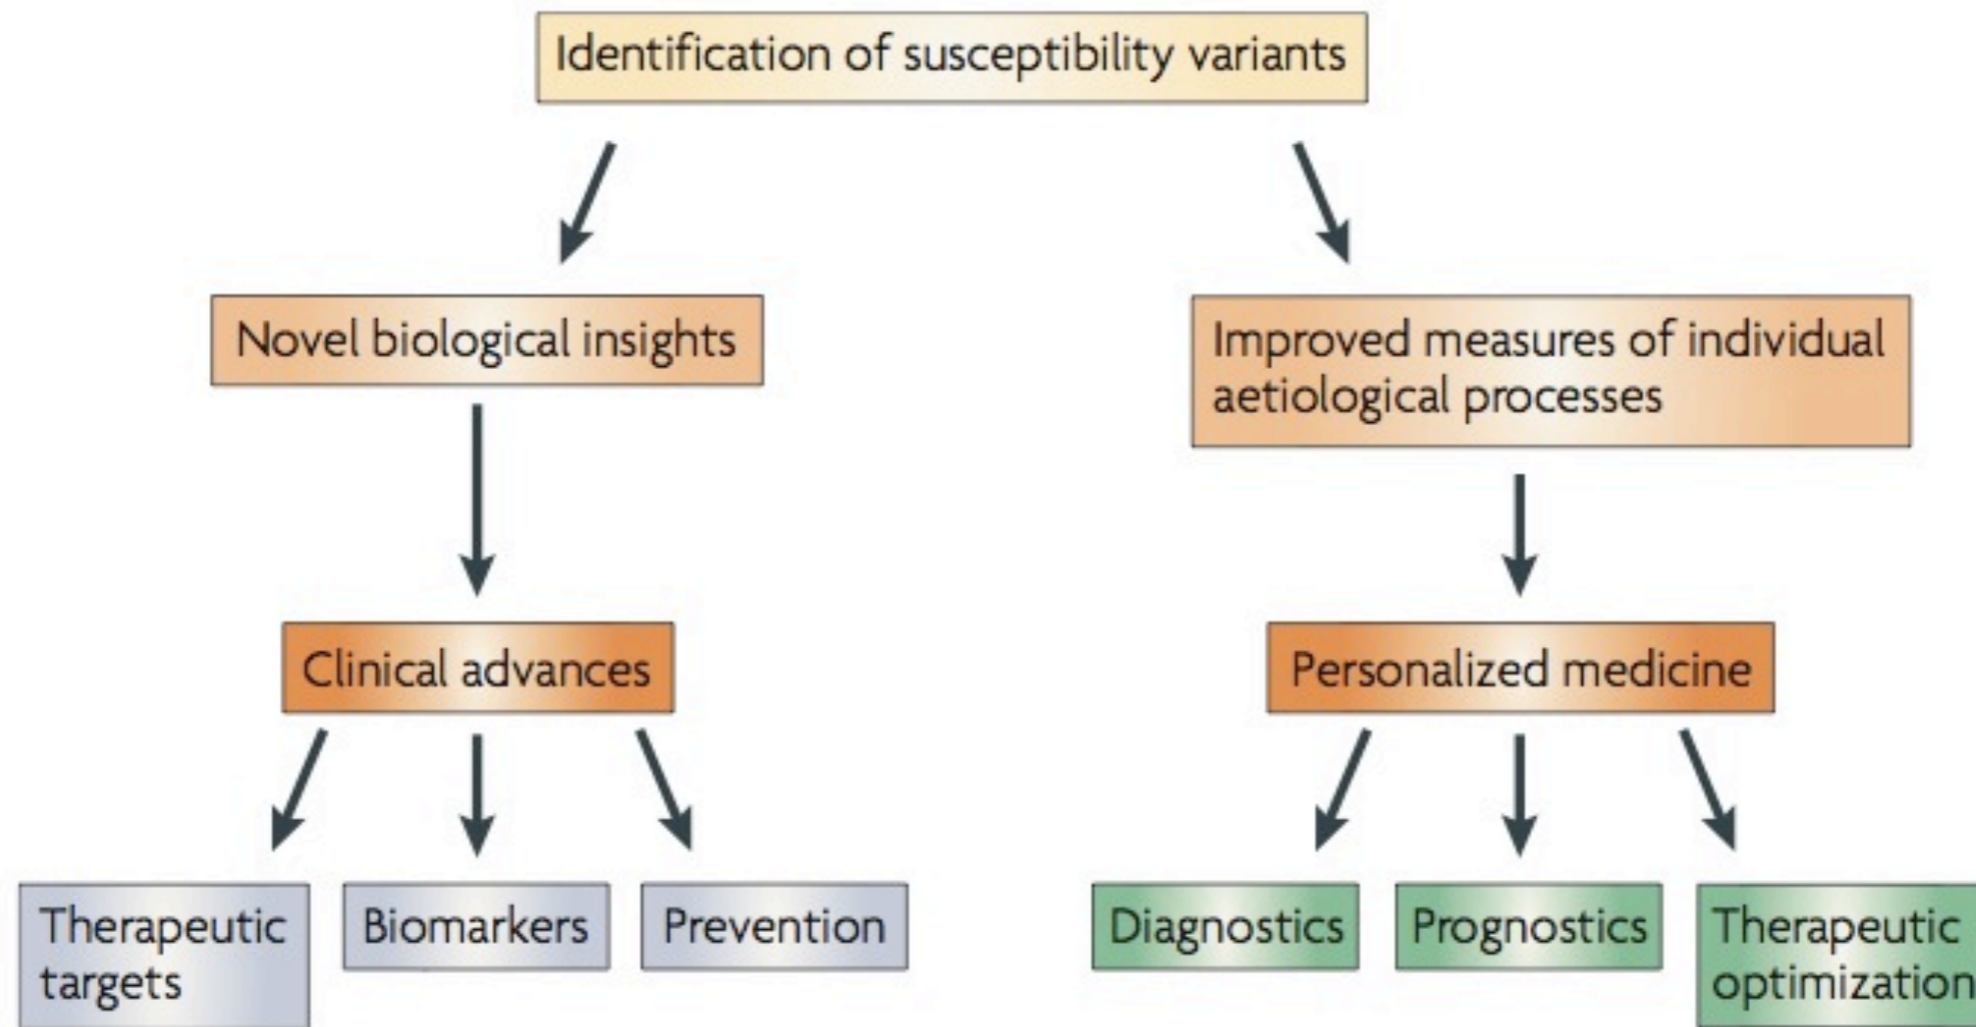 Identification of susceptibility variants
Novel biological insights
Improved measures of individual
aetiological processes
Clinical advances
Personalized medicine
Therapeutic
targets
Biomarkers
Prevention
Diagnostics
Prognostics
Therapeutic
optimization